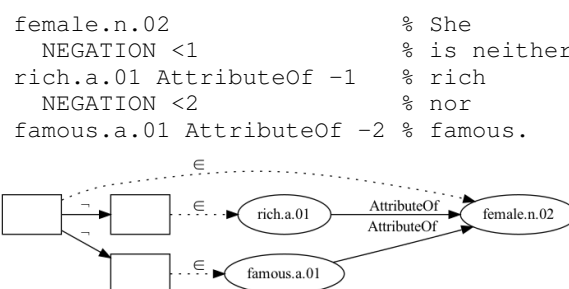 female.n.02 % She
NEGATION <1 % is neither
rich.a.01 AttributeOf -1 % rich
NEGATION <2 % nor
famous.a.01 AttributeOf -2 % famous.
∈
¬ ∈ rich.a.01 AttributeOf female.n.02
¬ AttributeOf
∈ famous.a.01